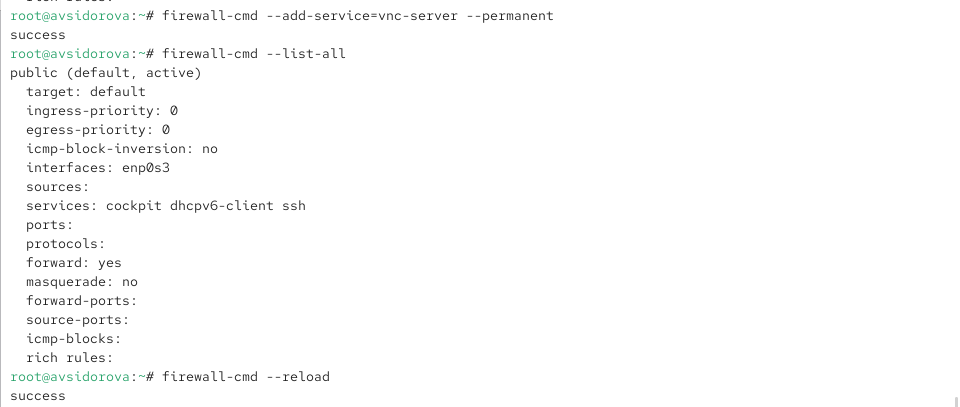 root@avsidorova:~# firewall-cmd --add-service=vnc-server --permanent
success
root@avsidorova:~# firewall-cmd --list-all
public (default, active)
  target: default
  ingress-priority: 0
  egress-priority: 0
  icmp-block-inversion: no
  interfaces: enp0s3
  sources:
  services: cockpit dhcpv6-client ssh
  ports:
  protocols:
  forward: yes
  masquerade: no
  forward-ports:
  source-ports:
  icmp-blocks:
  rich rules:
root@avsidorova:~# firewall-cmd --reload
success